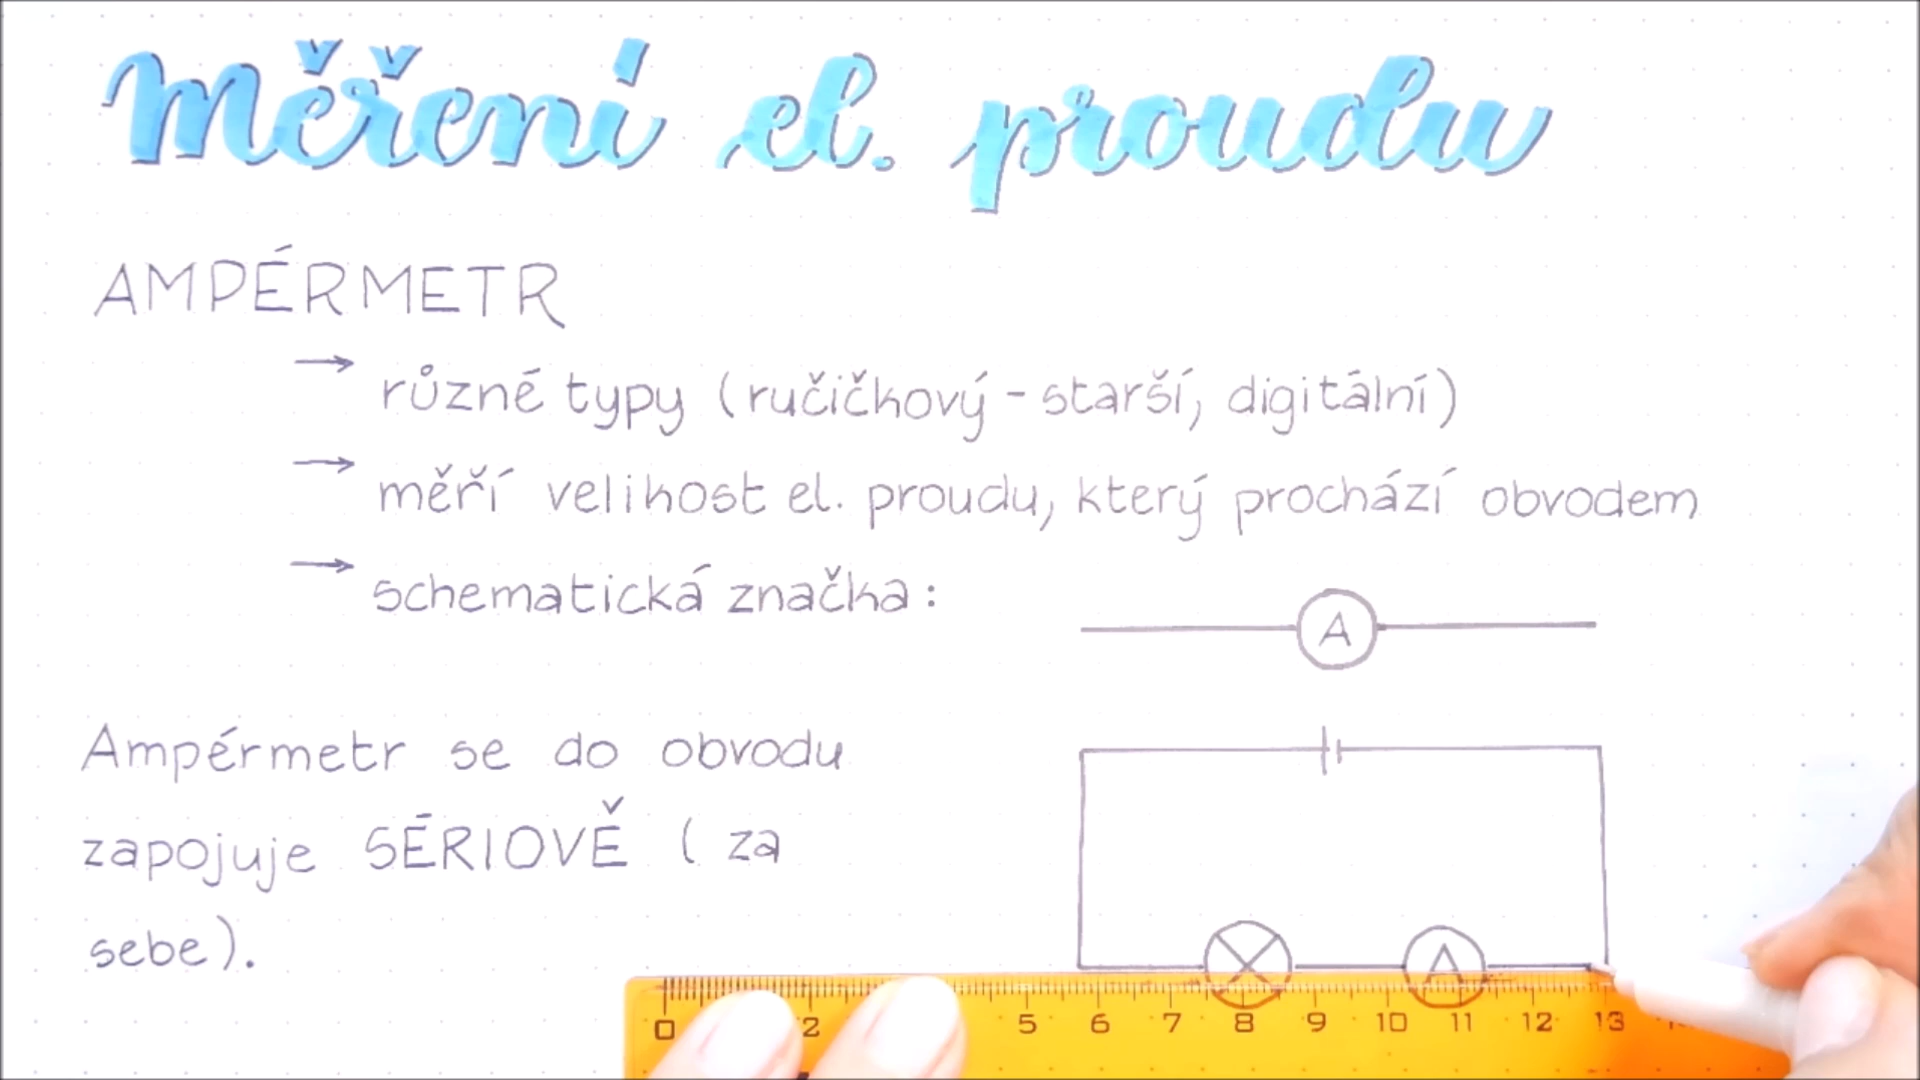 Měření el. proudu
AMPÉRMETR
→ různé typy (ručičkový - starší, digitální)
→ měří velikost el. proudu, který prochází obvodem
→ schematická značka:
A
Ampérmetr se do obvodu
zapojuje SÉRIOVĚ (za
sebe).
A
0 2 5 6 7 8 9 10 11 12 13